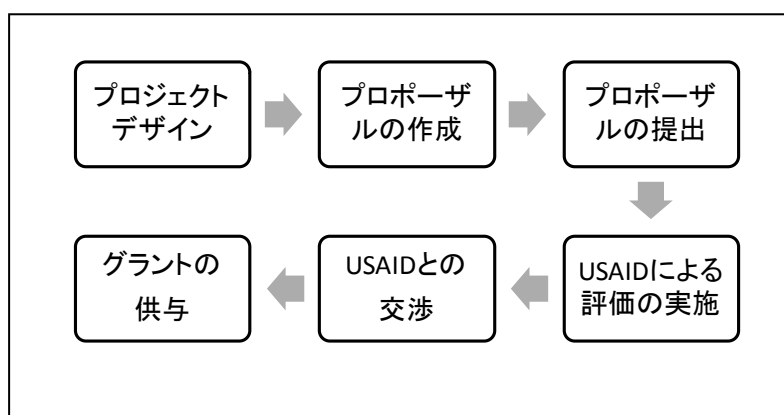 プロジェクト
デザイン
プロポーザ
ルの作成
プロポーザ
ルの提出
USAIDによる
評価の実施
USAIDとの
交渉
グラントの
供与